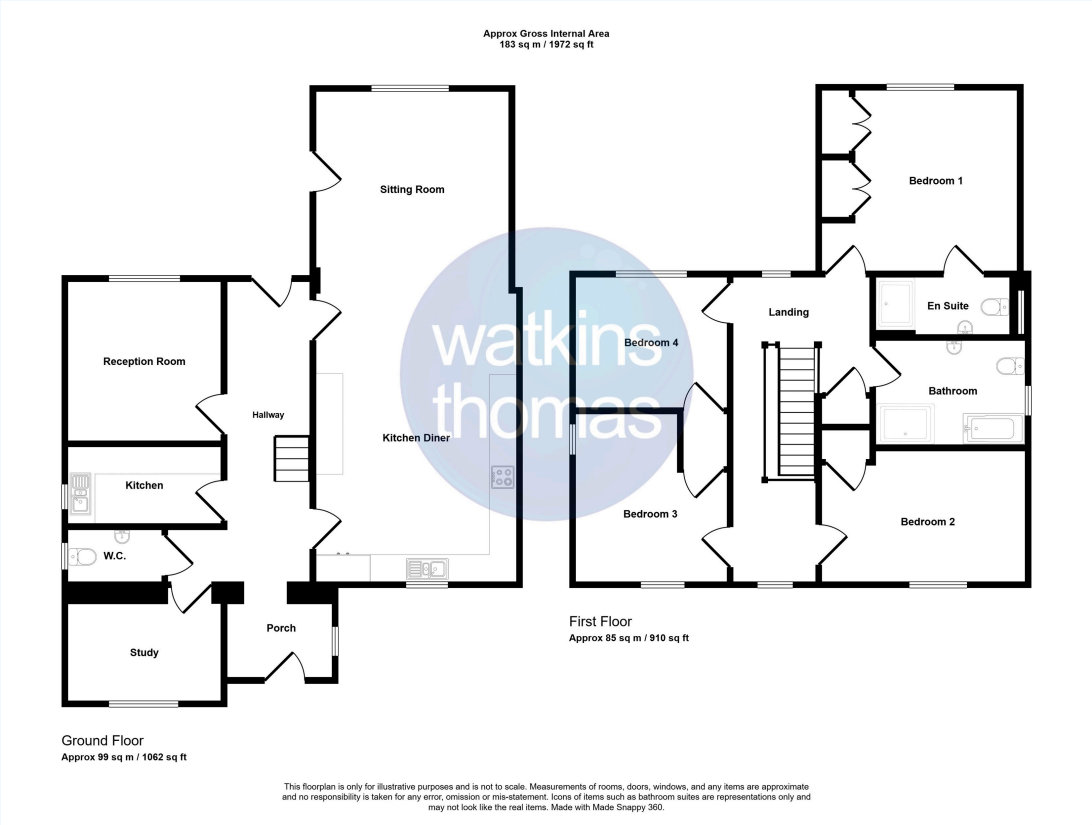 Approx Gross Internal Area
183 sq m / 1972 sq ft
Sitting Room
Bedroom 1
En Suite
Landing
Bedroom 4
Reception Room
watkins
thomas
Bathroom
Hallway
Kitchen Diner
Kitchen
Bedroom 3
Bedroom 2
W.C.
Porch
Study
First Floor
Approx 85 sq m / 910 sq ft
Ground Floor
Approx 99 sq m / 1062 sq ft
This floorplan is only for illustrative purposes and is not to scale. Measurements of rooms, doors, windows, and any items are approximate
and no responsibility is taken for any error, omission or mis-statement. Icons of items such as bathroom suites are representations only and
may not look like the real items. Made with Made Snappy 360.